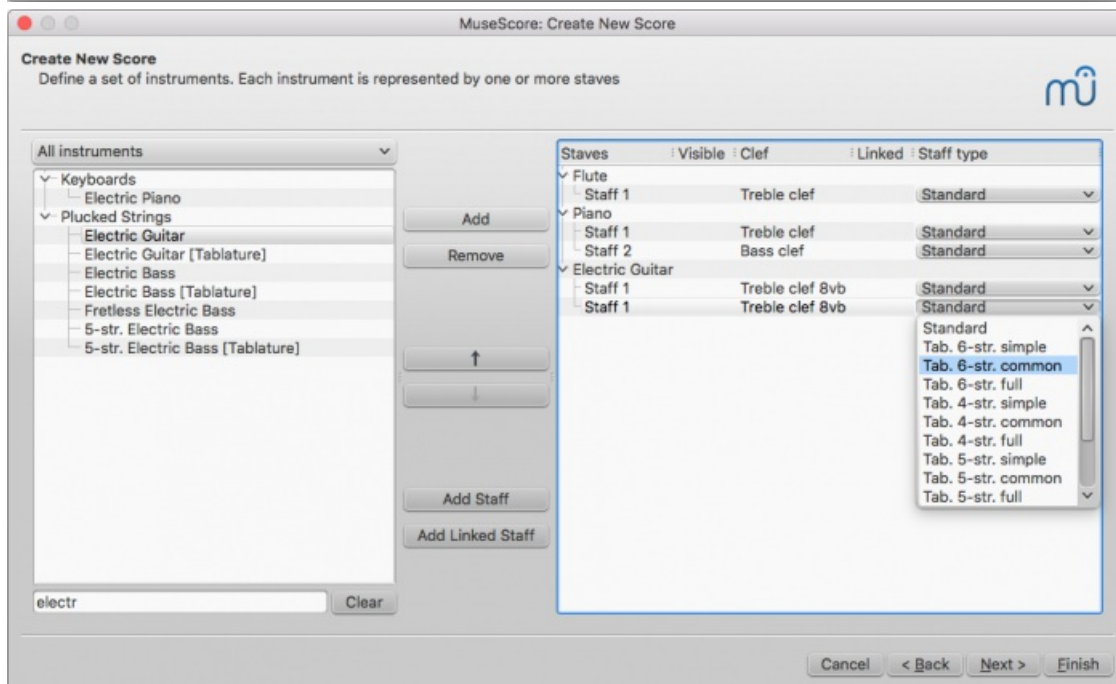 MuseScore: Create New Score
Create New Score
Define a set of instruments. Each instrument is represented by one or more staves
mu
All instruments
Keyboards
Electric Piano
Plucked Strings
Electric Guitar
Electric Guitar [Tablature]
Electric Bass
Electric Bass [Tablature]
Fretless Electric Bass
5-str. Electric Bass
5-str. Electric Bass [Tablature]
electr
Clear
Add
Remove
↑
↓
Add Staff
Add Linked Staff
Staves Visible Clef Linked Staff type
Flute
Staff 1 Treble clef Standard
Piano
Staff 1 Treble clef Standard
Staff 2 Bass clef Standard
Electric Guitar
Staff 1 Treble clef 8vb Standard
Staff 1 Treble clef 8vb Standard
Standard
Tab. 6-str. simple
Tab. 6-str. common
Tab. 6-str. full
Tab. 4-str. simple
Tab. 4-str. common
Tab. 4-str. full
Tab. 5-str. simple
Tab. 5-str. common
Tab. 5-str. full
Cancel < Back Next > Finish